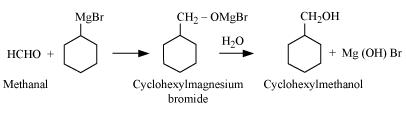 MgBr
CH₂ – OMgBr
CH₂OH
HCHO +
H₂O
+ Mg (OH) Br
Methanal
Cyclohexylmagnesium
bromide
Cyclohexylmethanol